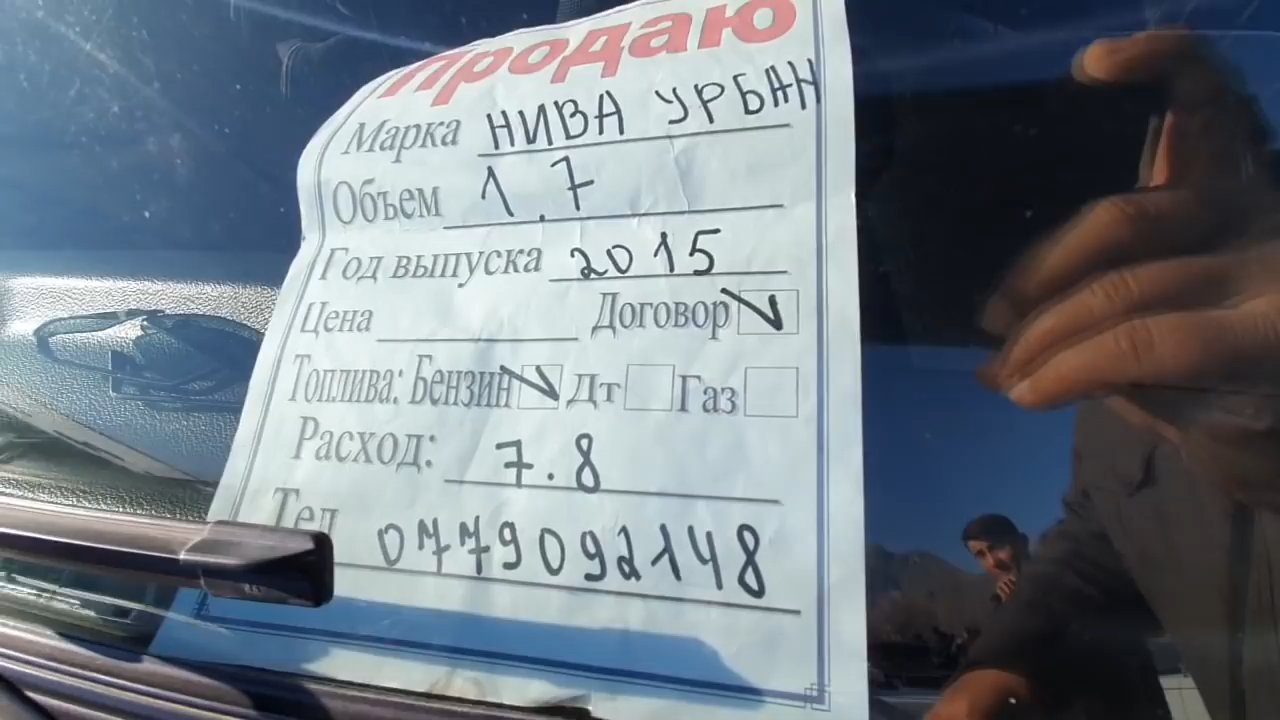 Продаю
Марка НИВА УРБАН
Объем 1.7
Год выпуска 2015
Цена Договор
Топлива: Бензин Дт Газ
Расход: 7.8
Тел 0779092148